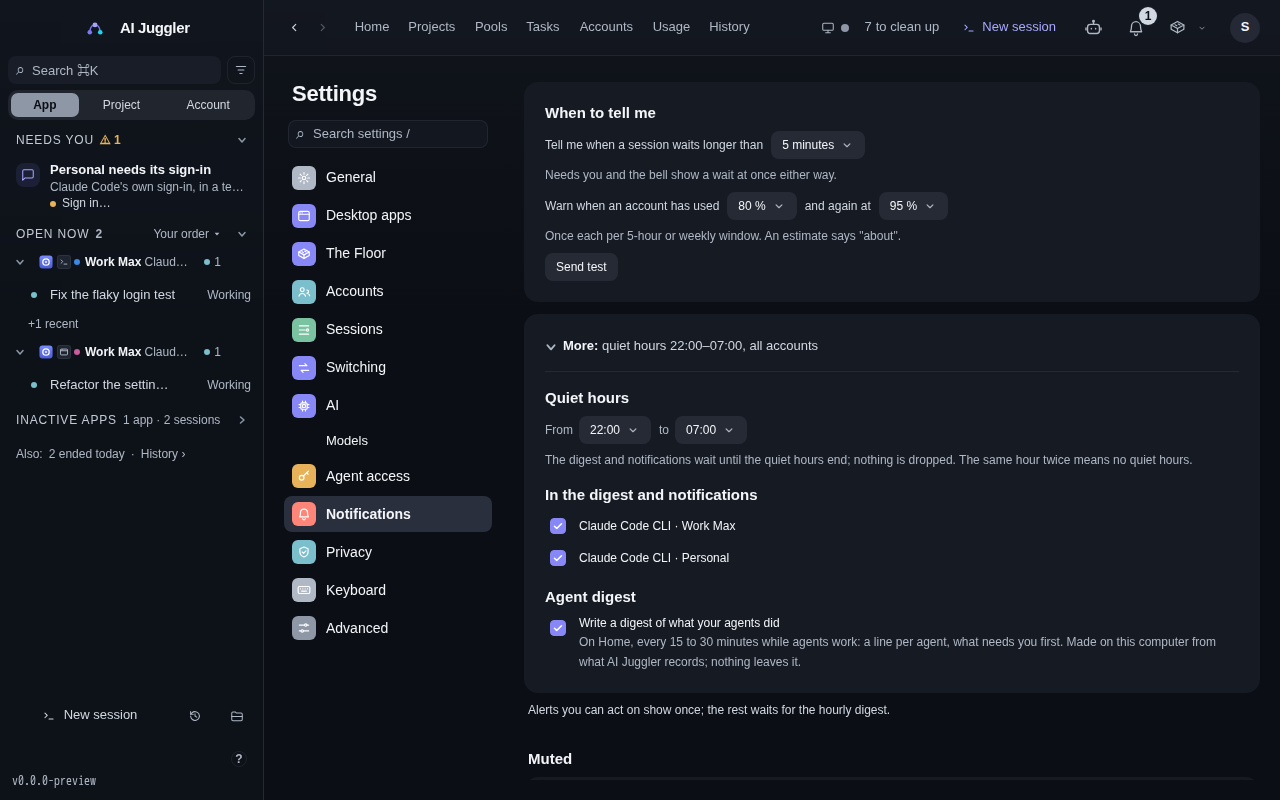 AI Juggler
Search ⌘K
App
Project
Account
NEEDS YOU
1
Personal needs its sign-in
Claude Code's own sign-in, in a te…
Sign in…
OPEN NOW 2
Your order
Work Max Claud…
1
Fix the flaky login test
Working
+1 recent
Work Max Claud…
1
Refactor the settin…
Working
INACTIVE APPS 1 app · 2 sessions
Also: 2 ended today · History ›
New session
?
v0.0.0-preview
Home
Projects
Pools
Tasks
Accounts
Usage
History
7 to clean up
New session
1
S
Settings
Search settings /
General
Desktop apps
The Floor
Accounts
Sessions
Switching
AI
Models
Agent access
Notifications
Privacy
Keyboard
Advanced
When to tell me
Tell me when a session waits longer than 5 minutes
Needs you and the bell show a wait at once either way.
Warn when an account has used 80 % and again at 95 %
Once each per 5-hour or weekly window. An estimate says "about".
Send test
More: quiet hours 22:00–07:00, all accounts
Quiet hours
From 22:00 to 07:00
The digest and notifications wait until the quiet hours end; nothing is dropped. The same hour twice means no quiet hours.
In the digest and notifications
Claude Code CLI · Work Max
Claude Code CLI · Personal
Agent digest
Write a digest of what your agents did
On Home, every 15 to 30 minutes while agents work: a line per agent, what needs you first. Made on this computer from
what AI Juggler records; nothing leaves it.
Alerts you can act on show once; the rest waits for the hourly digest.
Muted